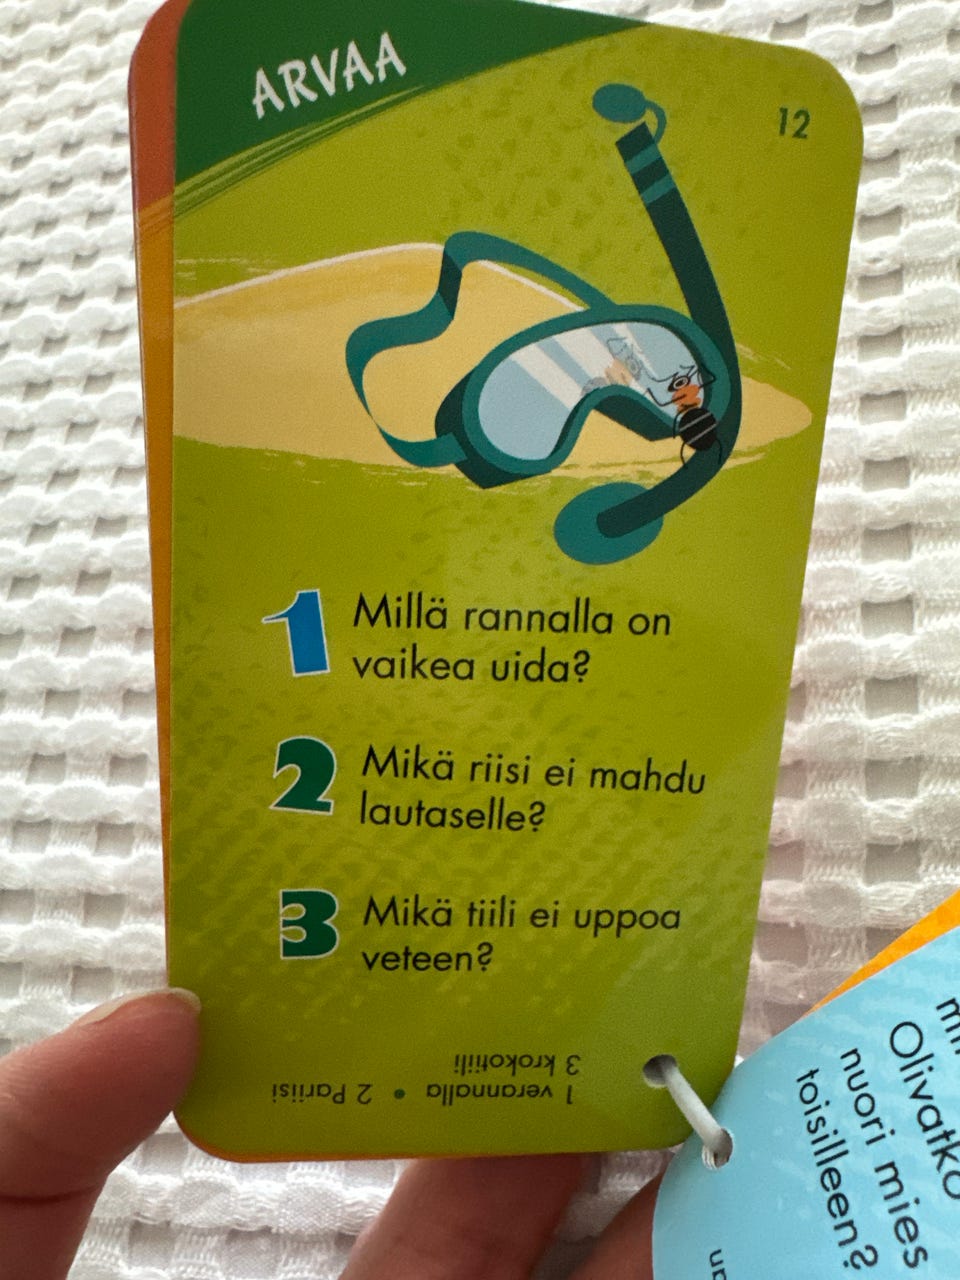 ARVAA
12
1 Millä rannalla on
vaikea uida?
2 Mikä riisi ei mahdu
lautaselle?
3 Mikä tiili ei uppoa
veteen?
1 verannalla • 2 Pariisi
3 krokotiili
Olivatko
nuori mies
toisilleen?